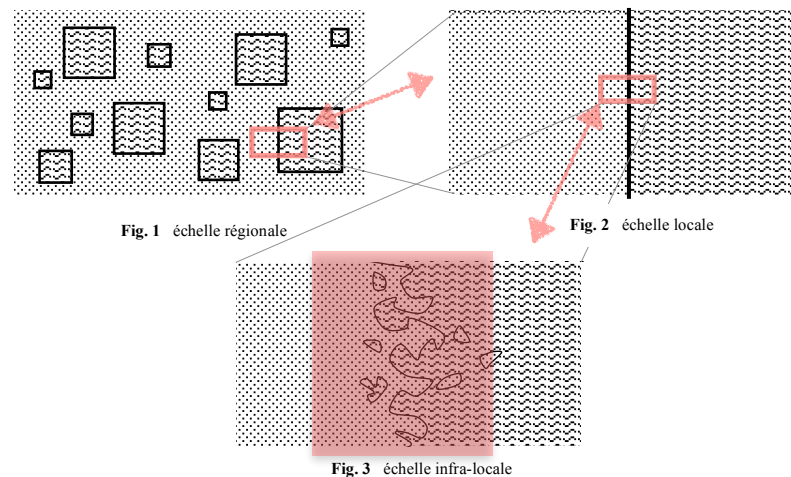 Fig. 1 échelle régionale
Fig. 2 échelle locale
Fig. 3 échelle infra-locale